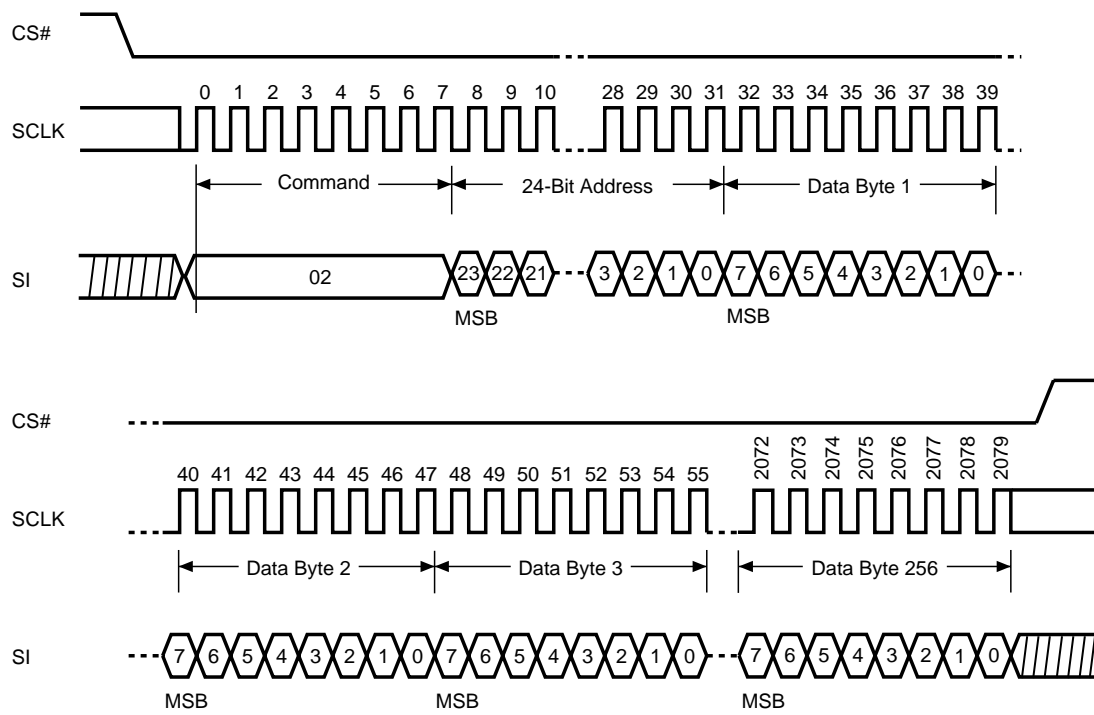 CS#
0 1 2 3 4 5 6 7 8 9 10 28 29 30 31 32 33 34 35 36 37 38 39
SCLK
Command 24-Bit Address Data Byte 1
SI 02 23 22 21 3 2 1 0 7 6 5 4 3 2 1 0
MSB MSB
CS#
40 41 42 43 44 45 46 47 48 49 50 51 52 53 54 55 2072 2073 2074 2075 2076 2077 2078 2079
SCLK
Data Byte 2 Data Byte 3 Data Byte 256
SI 7 6 5 4 3 2 1 0 7 6 5 4 3 2 1 0 7 6 5 4 3 2 1 0
MSB MSB MSB